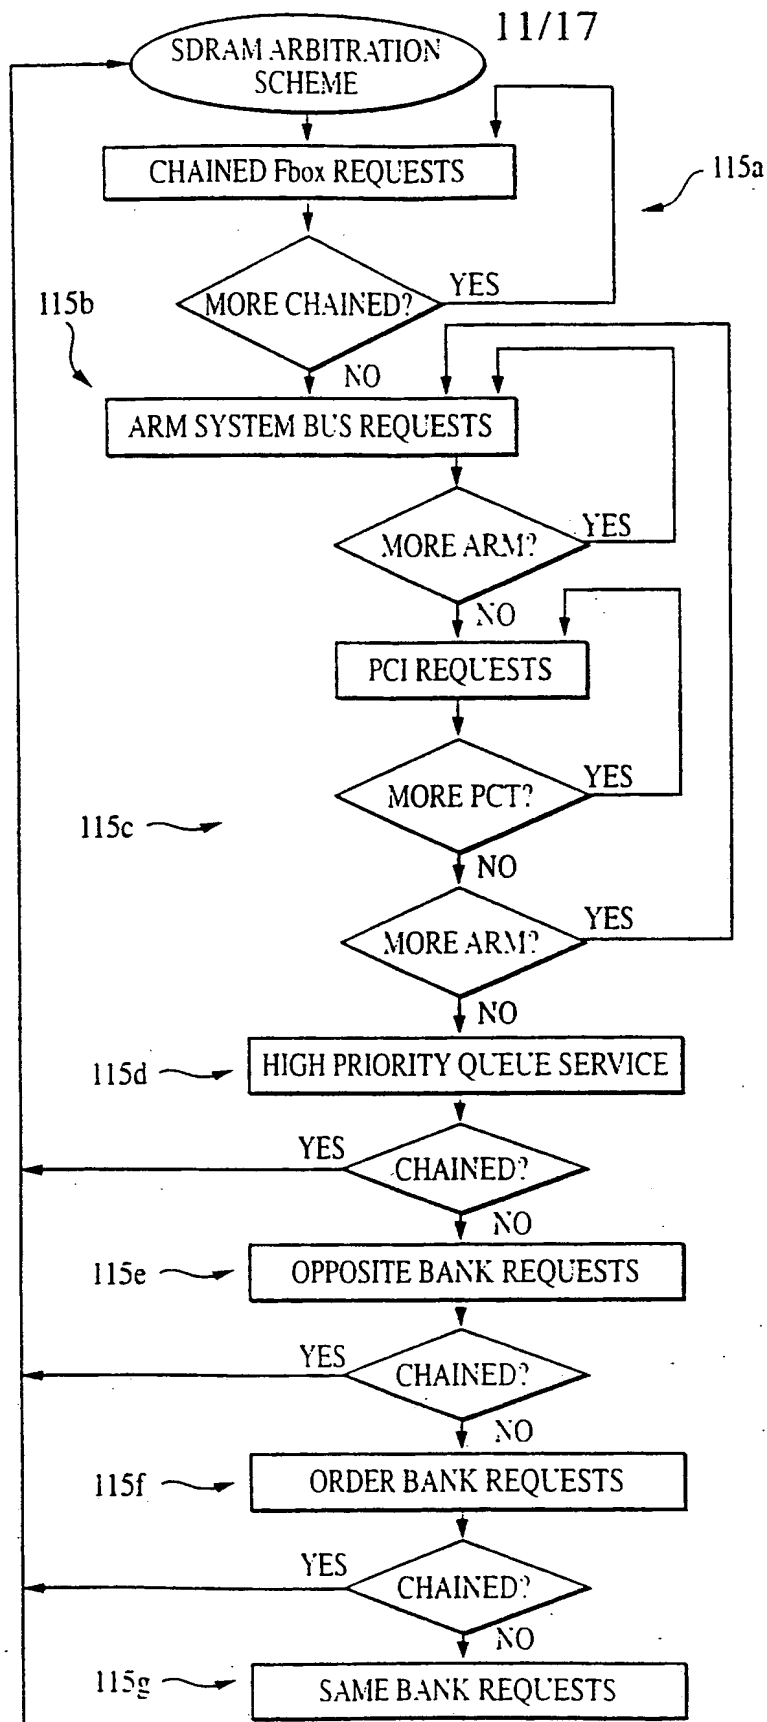 11/17
SDRAM ARBITRATION
SCHEME
CHAINED Fbox REQUESTS
115a
MORE CHAINED?
YES
115b
NO
ARM SYSTEM BUS REQUESTS
MORE ARM?
YES
NO
PCI REQUESTS
MORE PCT?
YES
115c
NO
MORE ARM?
YES
NO
115d
HIGH PRIORITY QUEUE SERVICE
YES
CHAINED?
NO
115e
OPPOSITE BANK REQUESTS
YES
CHAINED?
NO
115f
ORDER BANK REQUESTS
YES
CHAINED?
NO
115g
SAME BANK REQUESTS